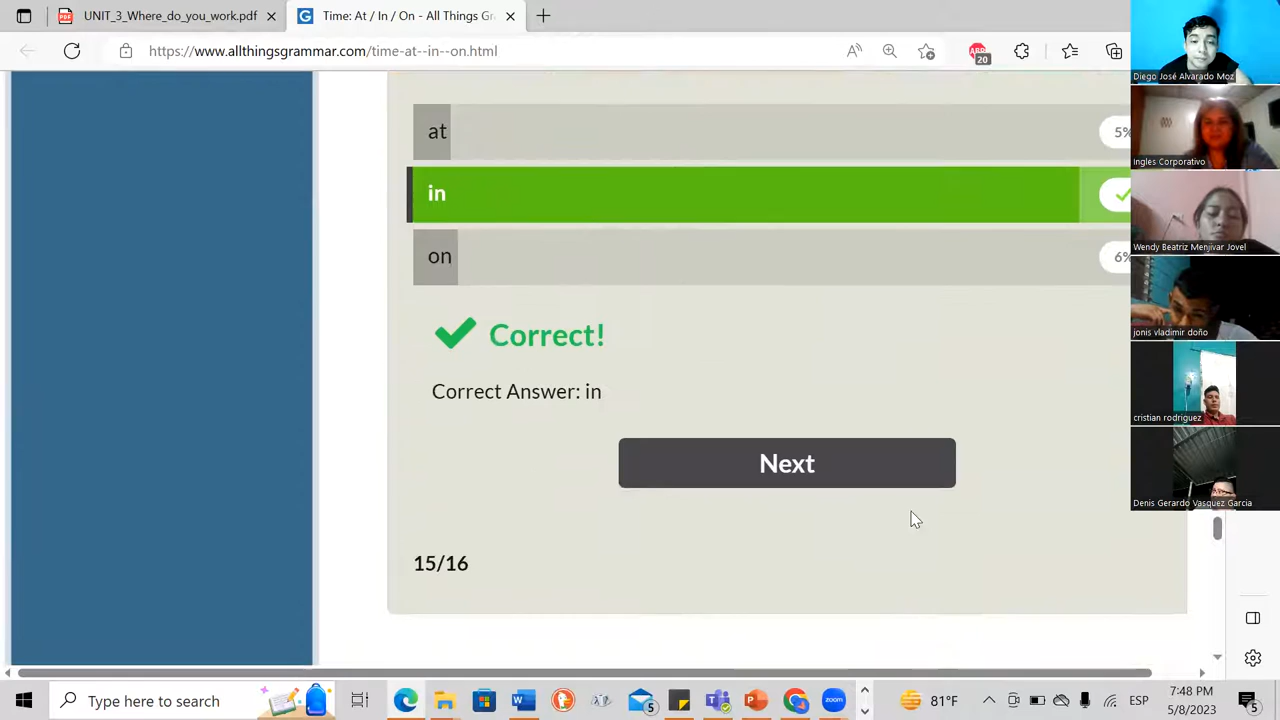 UNIT_3_Where_do_you_work.pdf
Time: At / In / On - All Things Gr
https://www.allthingsgrammar.com/time-at--in--on.html
20
Diego José Alvarado Moz
at
5%
Ingles Corporativo
in
Wendy Beatriz Menjivar Jovel
on
6%
Correct!
jonis vladimir doño
Correct Answer: in
cristian rodriguez
Next
Denis Gerardo Vasquez Garcia
15/16
Type here to search
5
81°F
ESP
7:48 PM
5/8/2023
5